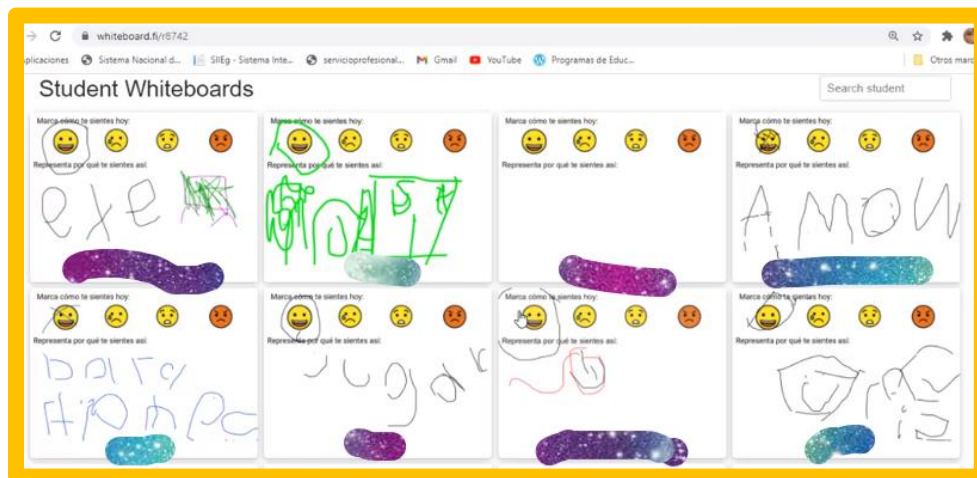 whiteboard.fi/r8742
plicaciones Sistema Nacional d... SIIEg - Sistema Inte... servicioprofesional... Gmail YouTube Programas de Educ... Otros marc
Student Whiteboards
Search student
Marca cómo te sientes hoy: Marca cómo te sientes hoy: Marca cómo te sientes hoy: Marca cómo te sientes hoy:
Representa por qué te sientes así: Representa por qué te sientes así: Representa por qué te sientes así: Representa por qué te sientes así:
exe
Marca cómo te sientes hoy: Marca cómo te sientes hoy: Marca cómo te sientes hoy: Marca cómo te sientes hoy:
Representa por qué te sientes así: Representa por qué te sientes así: Representa por qué te sientes así: Representa por qué te sientes así:
Jugar